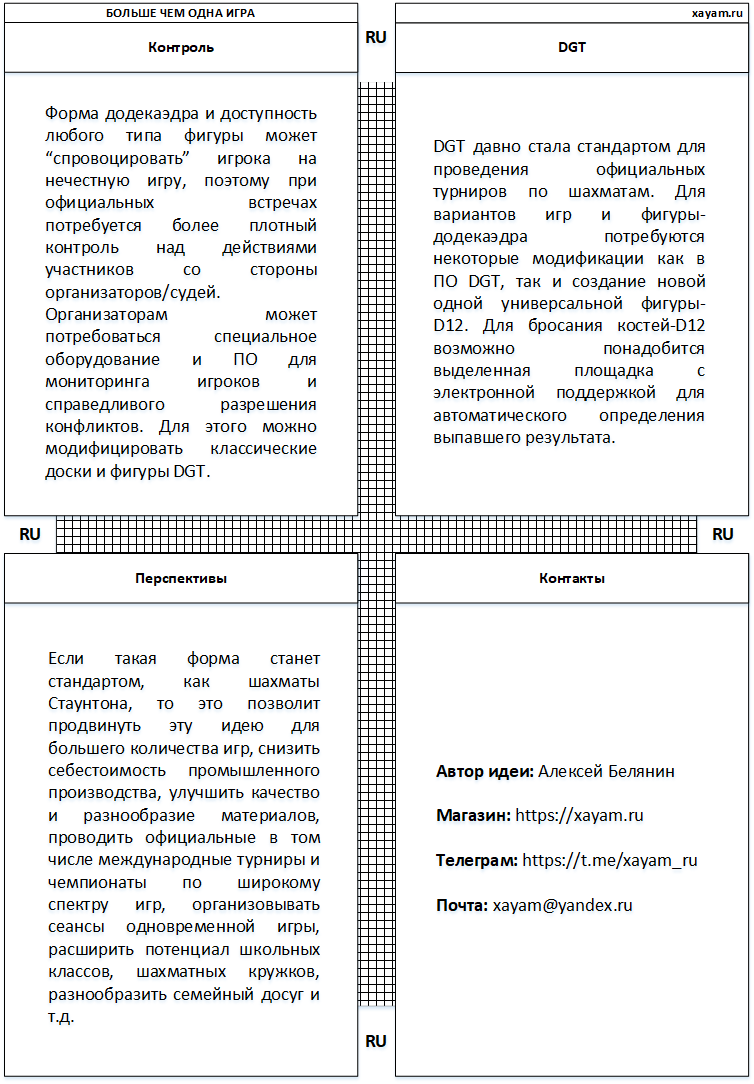 БОЛЬШЕ ЧЕМ ОДНА ИГРА
Контроль
Форма додекаэдра и доступность
любого типа фигуры может
“спровоцировать” игрока на
нечестную игру, поэтому при
официальных встречах
потребуется более плотный
контроль над действиями
участников со стороны
организаторов/судей.
Организаторам может
потребоваться специальное
оборудование и ПО для
мониторинга игроков и
справедливого разрешения
конфликтов. Для этого можно
модифицировать классические
доски и фигуры DGT.
RU
xayam.ru
DGT
DGT давно стала стандартом для
проведения официальных
турниров по шахматам. Для
вариантов игр и фигуры-
додекаэдра потребуются
некоторые модификации как в
ПО DGT, так и создание новой
одной универсальной фигуры-
D12. Для бросания костей-D12
возможно понадобится
выделенная площадка с
электронной поддержкой для
автоматического определения
выпавшего результата.
RU
RU
Перспективы
Если такая форма станет
стандартом, как шахматы
Стаунтона, то это позволит
продвинуть эту идею для
большего количества игр, снизить
себестоимость промышленного
производства, улучшить качество
и разнообразие материалов,
проводить официальные в том
числе международные турниры и
чемпионаты по широкому
спектру игр, организовывать
сеансы одновременной игры,
расширить потенциал школьных
классов, шахматных кружков,
разнообразить семейный досуг и
т.д.
Контакты
Автор идеи: Алексей Белянин
Магазин: https://xayam.ru
Телеграм: https://t.me/xayam_ru
Почта: xayam@yandex.ru
RU